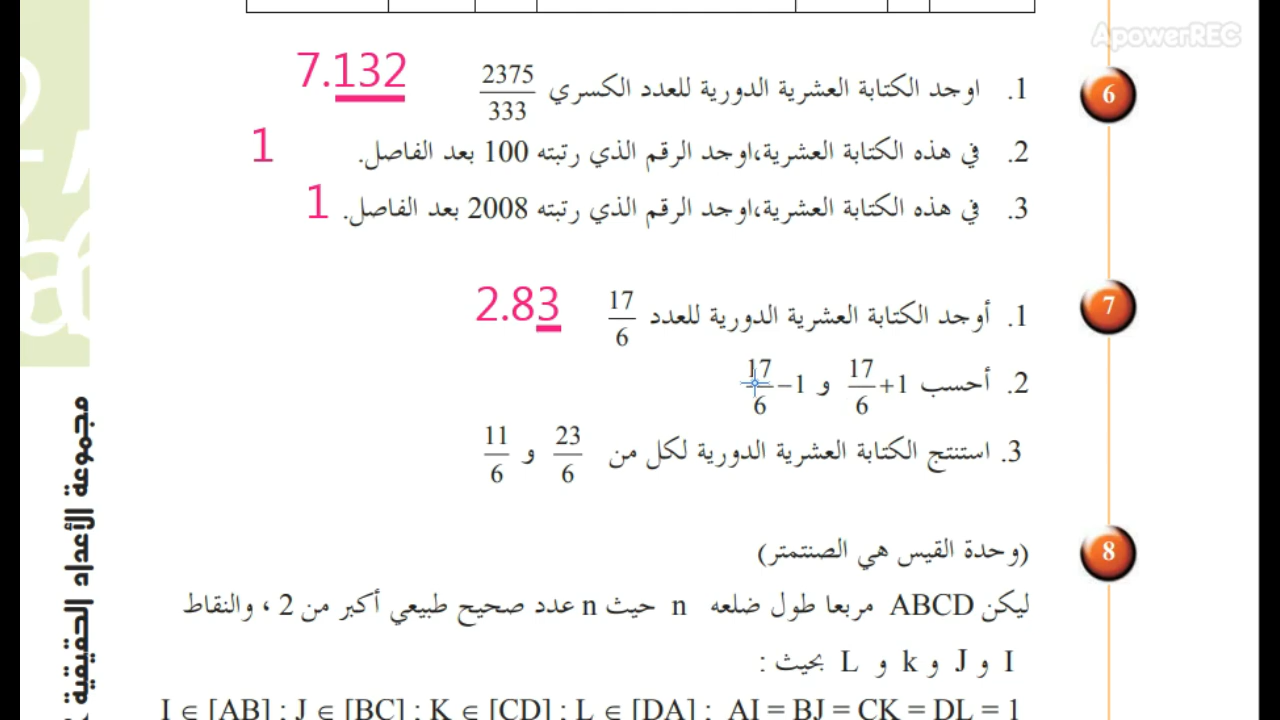 ApowerREC
6
1. اوجد الكتابة العشرية الدورية للعدد الكسري 2375/333 7.132
2. في هذه الكتابة العشرية،اوجد الرقم الذي رتبته 100 بعد الفاصل. 1
3. في هذه الكتابة العشرية،اوجد الرقم الذي رتبته 2008 بعد الفاصل. 1
7
1. أوجد الكتابة العشرية الدورية للعدد 17/6 2.83
2. أحسب 17/6+1 و 17/6−1
3. استنتج الكتابة العشرية الدورية لكل من 23/6 و 11/6
8
(وحدة القيس هي الصنتمتر)
ليكن ABCD مربعا طول ضلعه n حيث n عدد صحيح طبيعي أكبر من 2 ، والنقاط
I و J و k و L بحيث :
I ∈ [AB] ; J ∈ [BC] ; K ∈ [CD] ; L ∈ [DA] ; AI = BJ = CK = DL = 1
مجموعة الأعداد الحقيقية